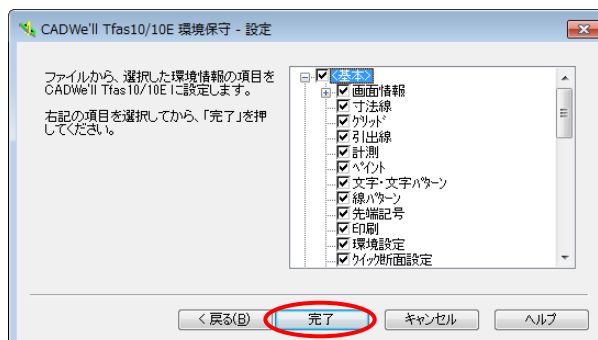 CADWe'll Tfas10/10E 環境保守 - 設定
ファイルから、選択した環境情報の項目を
CADWe'll Tfas10/10E に設定します。
右記の項目を選択してから、「完了」を押
してください。
<基本>
画面情報
寸法線
グリッド
引出線
計測
ペイント
文字・文字パターン
線パターン
先端記号
印刷
環境設定
クイック断面設定
< 戻る(B)
完了
キャンセル
ヘルプ